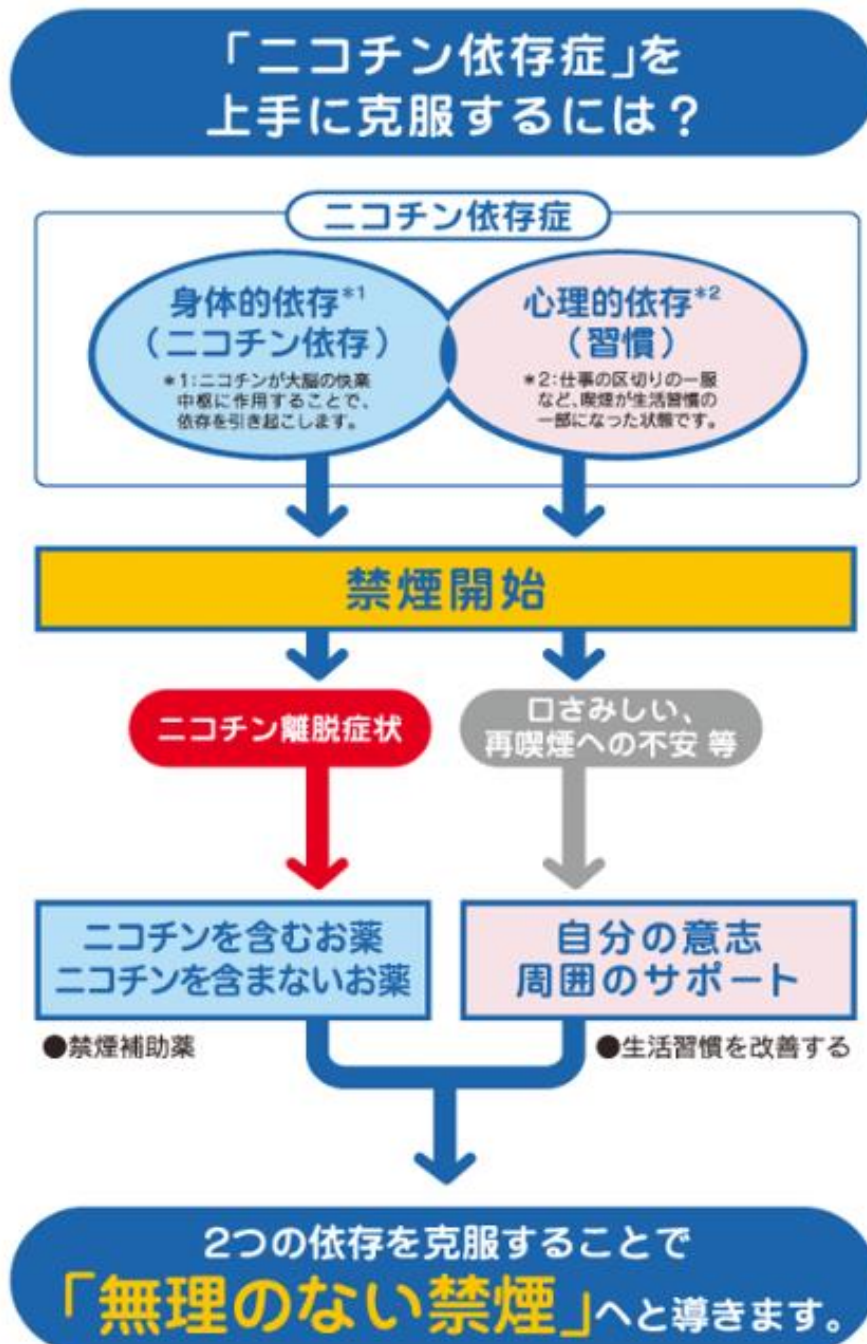 「ニコチン依存症」を
上手に克服するには？
ニコチン依存症
身体的依存*1
（ニコチン依存）
*1:ニコチンが大脳の快楽
中枢に作用することで、
依存を引き起こします。
心理的依存*2
（習慣）
*2:仕事の区切りの一服
など、喫煙が生活習慣の
一部になった状態です。
禁煙開始
ニコチン離脱症状
口さみしい、
再喫煙への不安 等
ニコチンを含むお薬
ニコチンを含まないお薬
●禁煙補助薬
自分の意志
周囲のサポート
●生活習慣を改善する
2つの依存を克服することで
「無理のない禁煙」へと導きます。